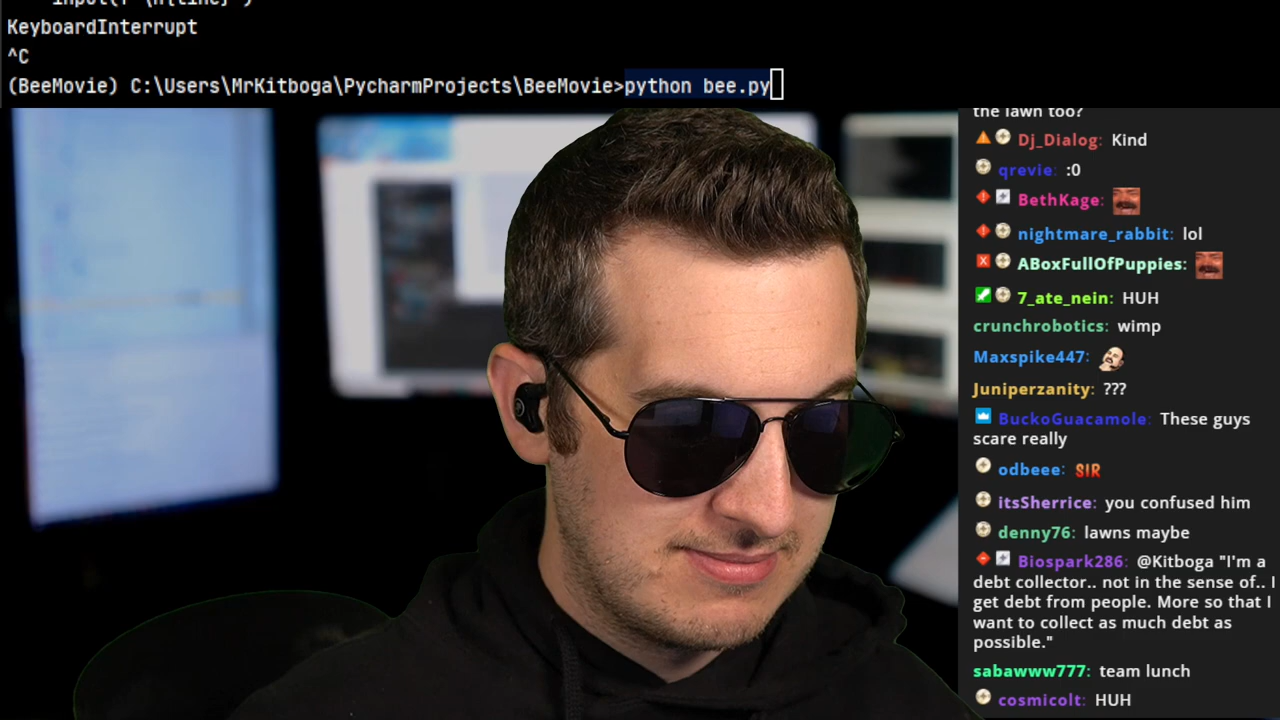 input(f"\n{line}")
KeyboardInterrupt
^C
(BeeMovie) C:\Users\MrKitboga\PycharmProjects\BeeMovie>python bee.py
the lawn too?
Dj_Dialog: Kind
qrevie: :0
BethKage:
nightmare_rabbit: lol
ABoxFullOfPuppies:
7_ate_nein: HUH
crunchrobotics: wimp
Maxspike447:
Juniperzanity: ???
BuckoGuacamole: These guys
scare really
odbeee: SIR
itsSherrice: you confused him
denny76: lawns maybe
Biospark286: @Kitboga "I'm a
debt collector.. not in the sense of.. I
get debt from people. More so that I
want to collect as much debt as
possible."
sabawww777: team lunch
cosmicolt: HUH